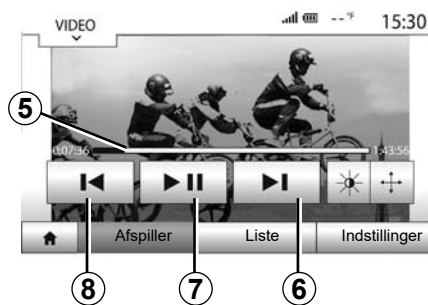 VIDEO
--°F 15:30
5
0:07:36 1:43:56
Afspiller Liste Indstillinger
8 7 6